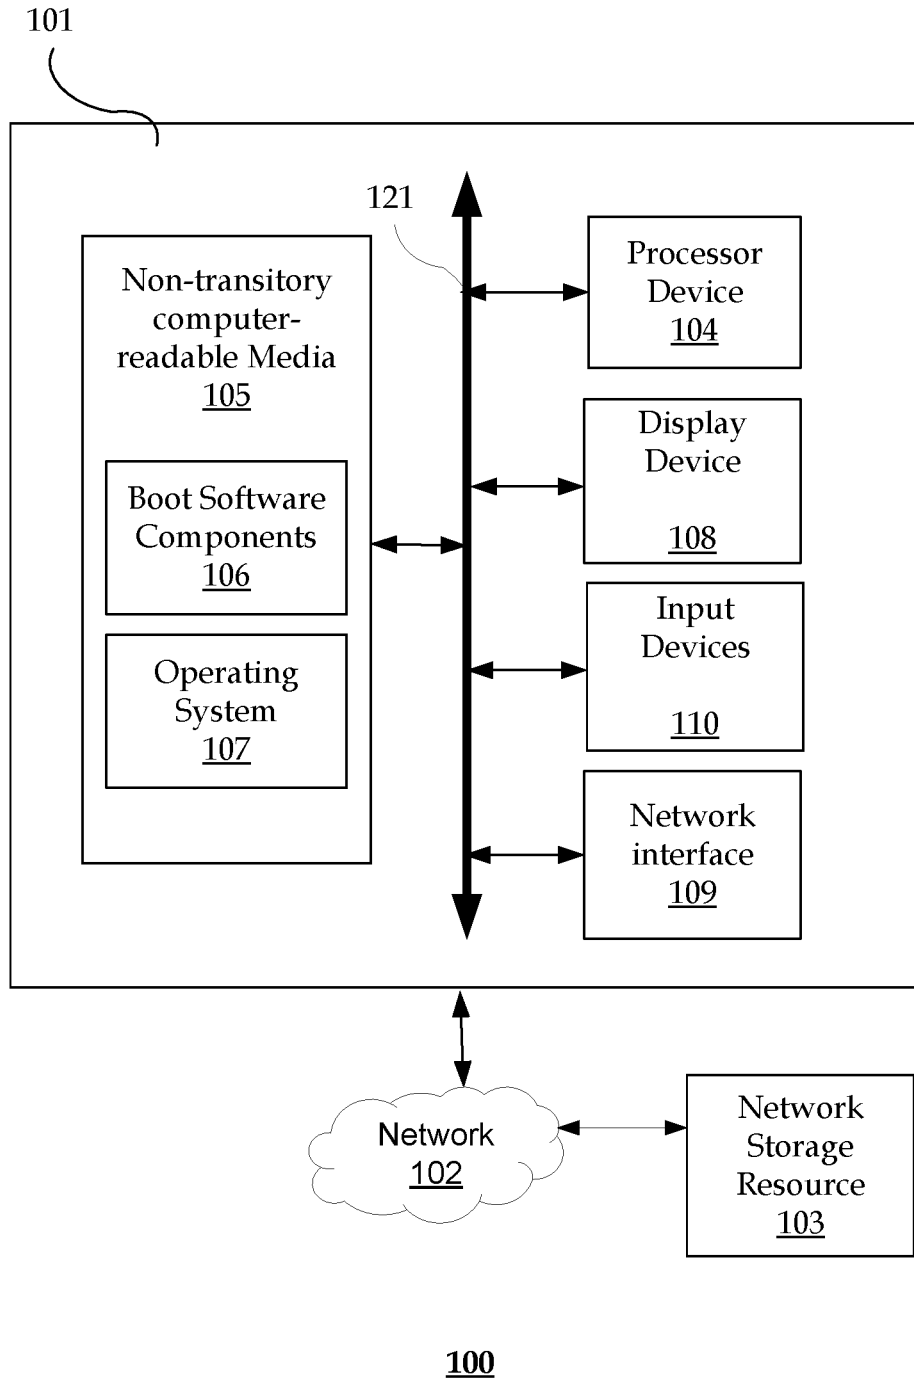 101
121
Non-transitory
computer-
readable Media
105
Boot Software
Components
106
Operating
System
107
Processor
Device
104
Display
Device
108
Input
Devices
110
Network
interface
109
Network
102
Network
Storage
Resource
103
100